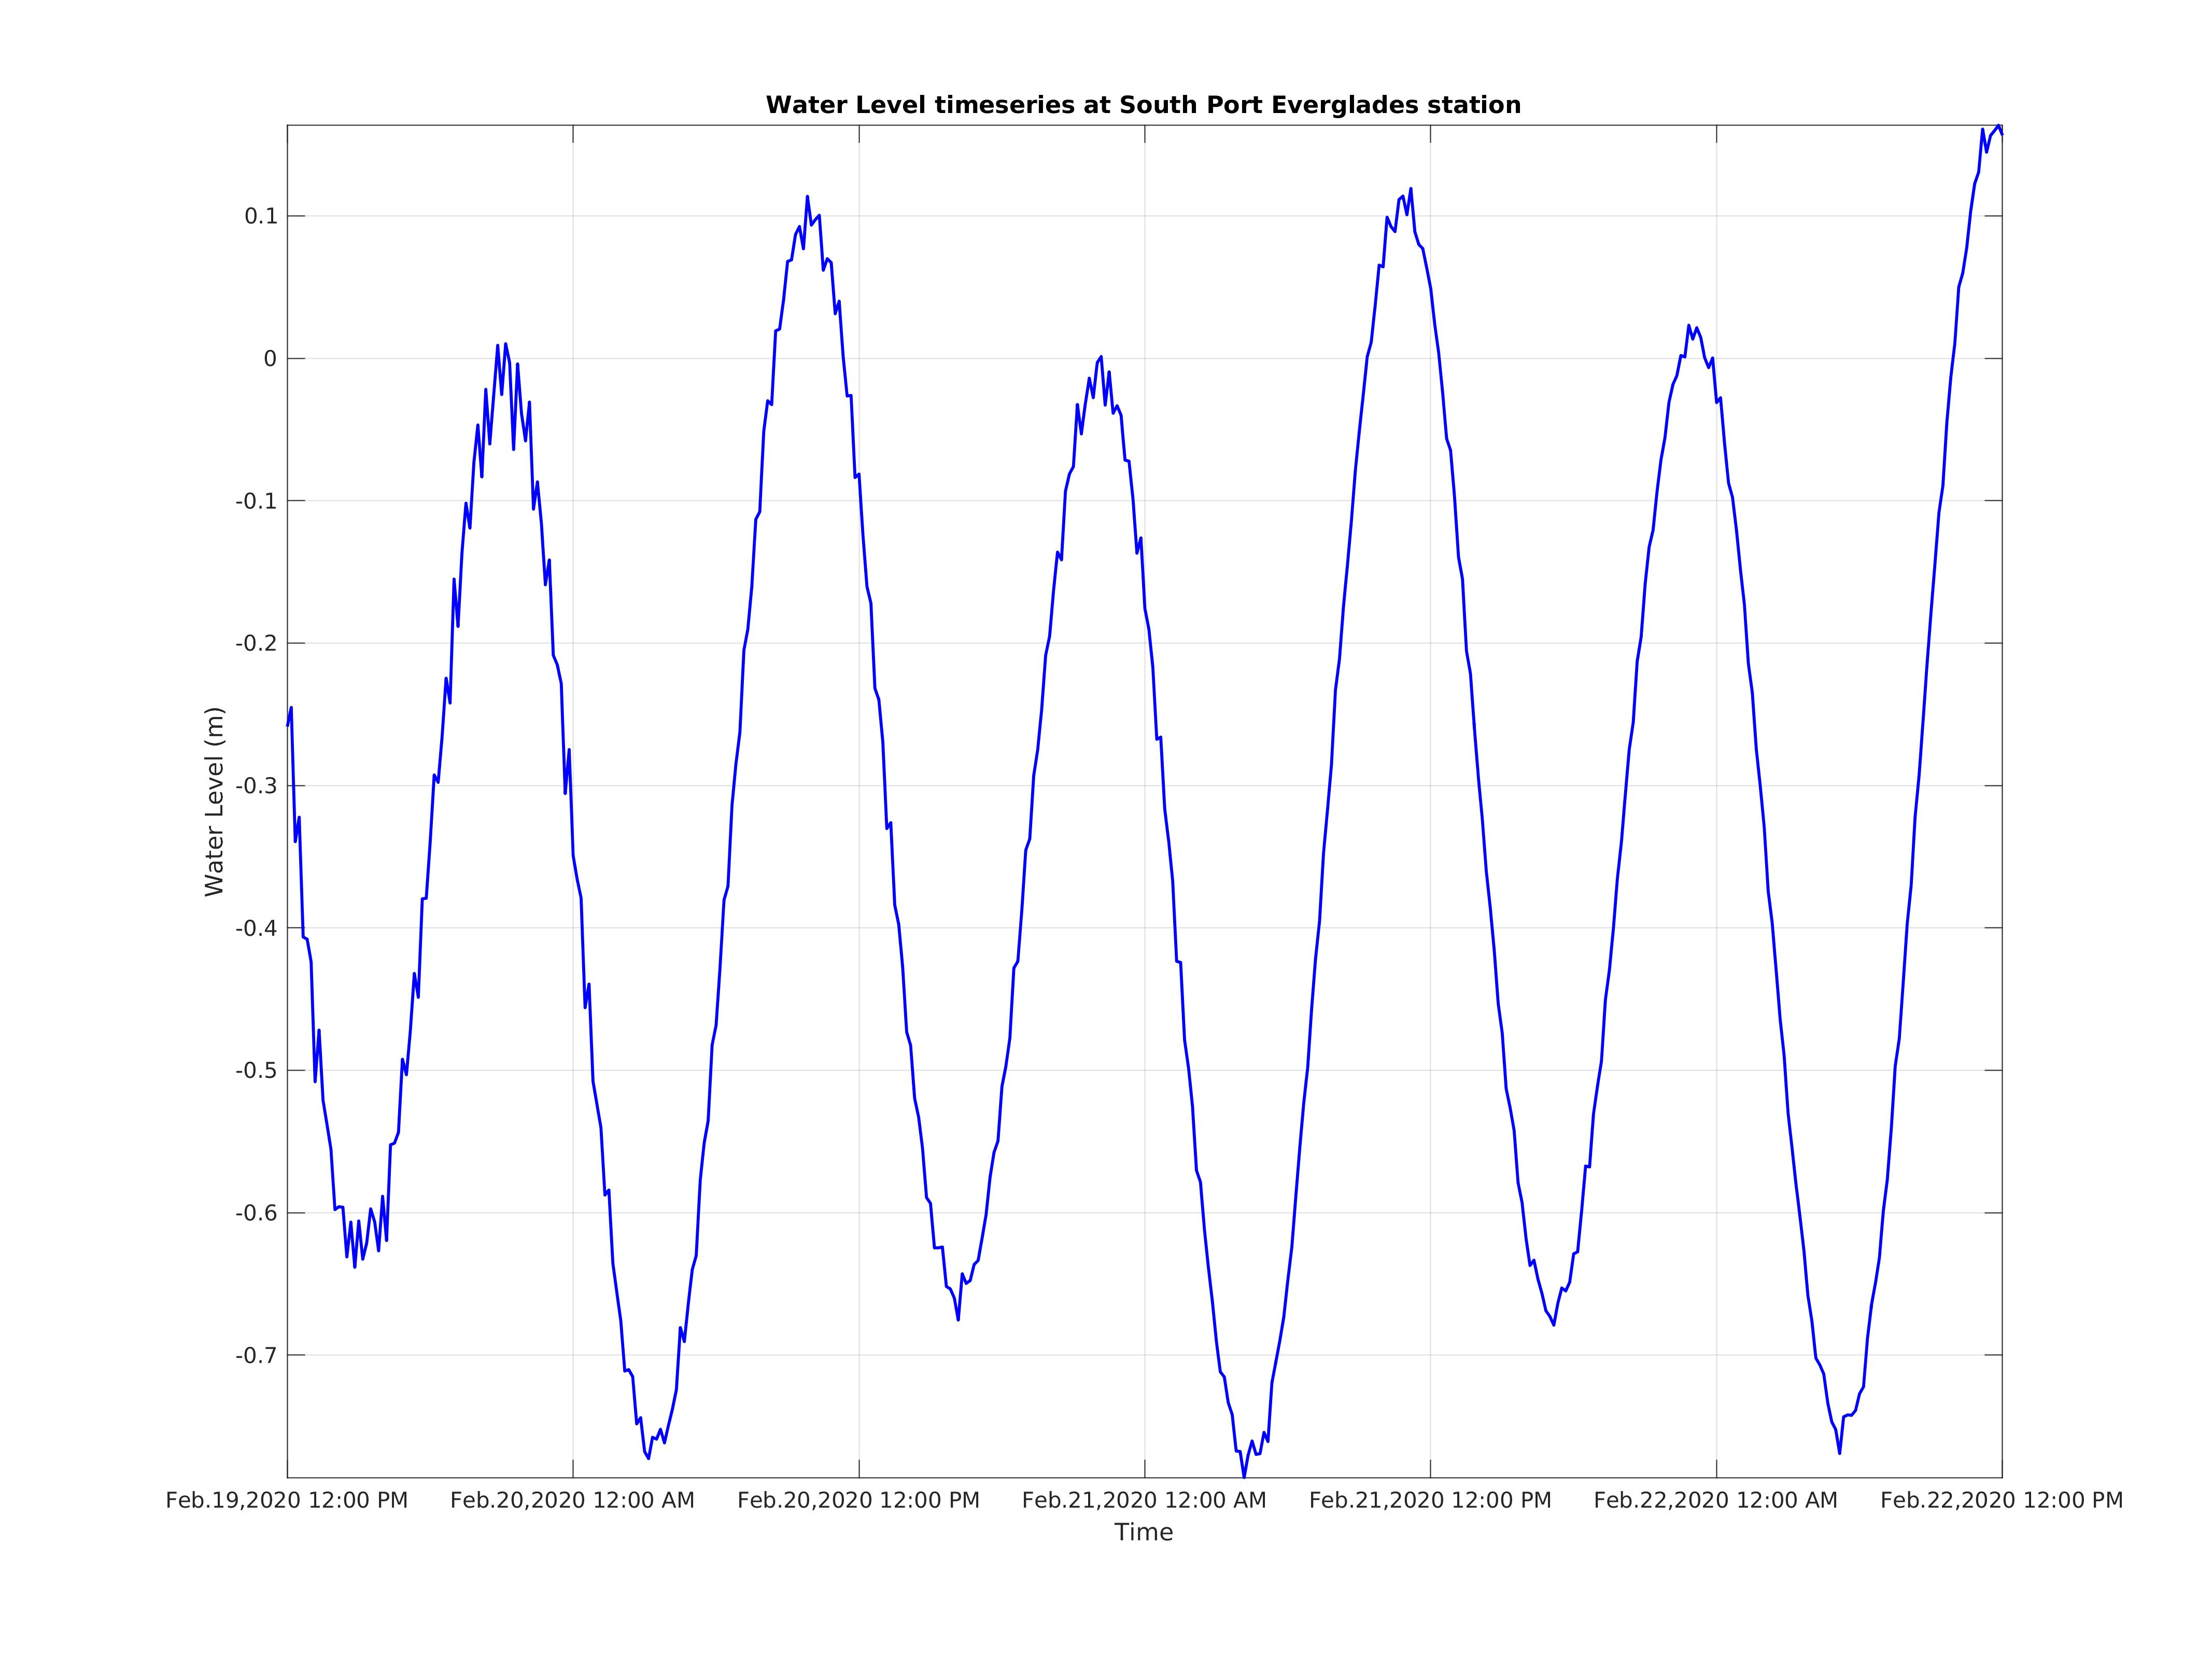 Water Level timeseries at South Port Everglades station
0.1
0
-0.1
-0.2
-0.3
-0.4
-0.5
-0.6
-0.7
Water Level (m)
Feb.19,2020 12:00 PM Feb.20,2020 12:00 AM Feb.20,2020 12:00 PM Feb.21,2020 12:00 AM Feb.21,2020 12:00 PM Feb.22,2020 12:00 AM Feb.22,2020 12:00 PM
Time